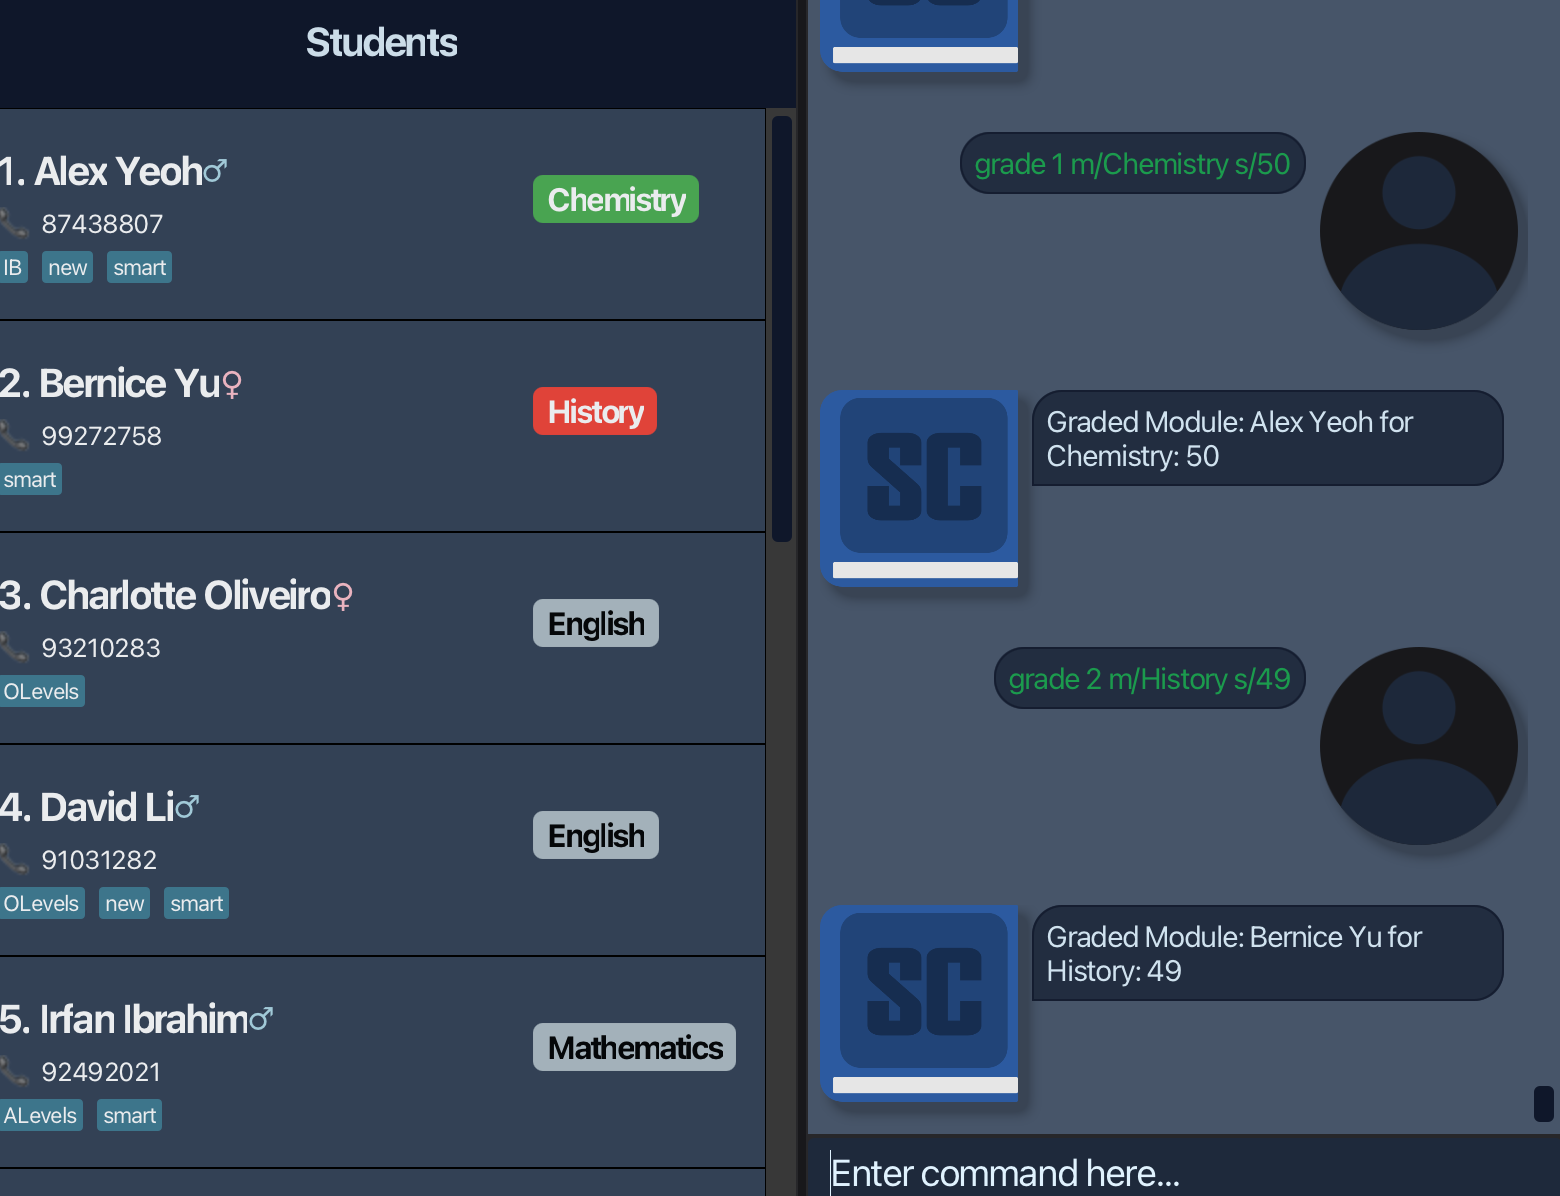 Students
1. Alex Yeoh♂
87438807
IB new smart
Chemistry
2. Bernice Yu♀
99272758
smart
History
3. Charlotte Oliveiro♀
93210283
OLevels
English
4. David Li♂
91031282
OLevels new smart
English
5. Irfan Ibrahim♂
92492021
ALevels smart
Mathematics
grade 1 m/Chemistry s/50
SC
Graded Module: Alex Yeoh for
Chemistry: 50
grade 2 m/History s/49
SC
Graded Module: Bernice Yu for
History: 49
Enter command here...